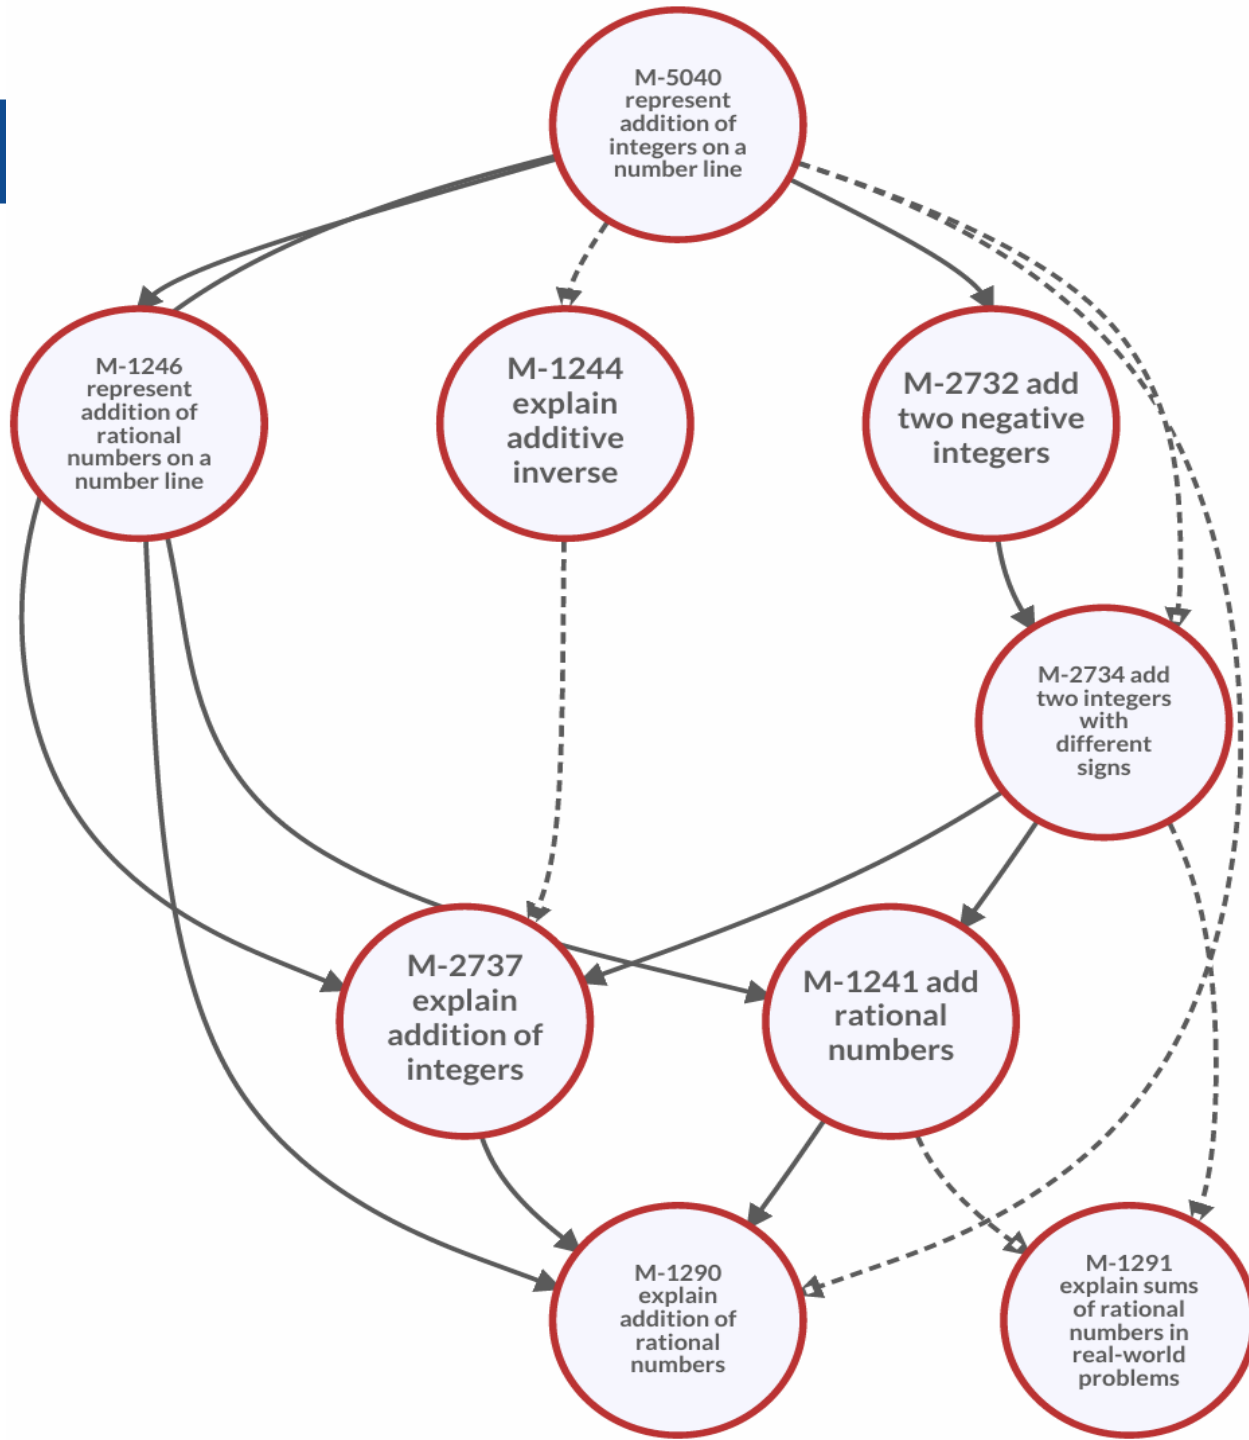 M-5040
represent
addition of
integers on a
number line
M-1246
represent
addition of
rational
numbers on a
number line
M-1244
explain
additive
inverse
M-2732 add
two negative
integers
M-2734 add
two integers
with
different
signs
M-2737
explain
addition of
integers
M-1241 add
rational
numbers
M-1290
explain
addition of
rational
numbers
M-1291
explain sums
of rational
numbers in
real-world
problems